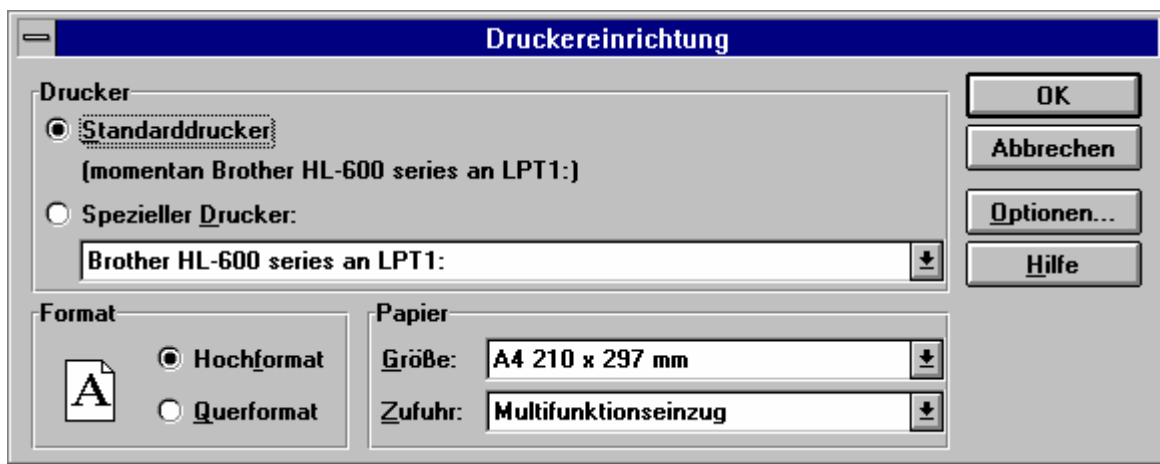 Druckereinrichtung
Drucker
Standarddrucker
(momentan Brother HL-600 series an LPT1:)
Spezieller Drucker:
Brother HL-600 series an LPT1:
OK
Abbrechen
Optionen...
Hilfe
Format
A
Hochformat
Querformat
Papier
Größe: A4 210 x 297 mm
Zufuhr: Multifunktionseinzug